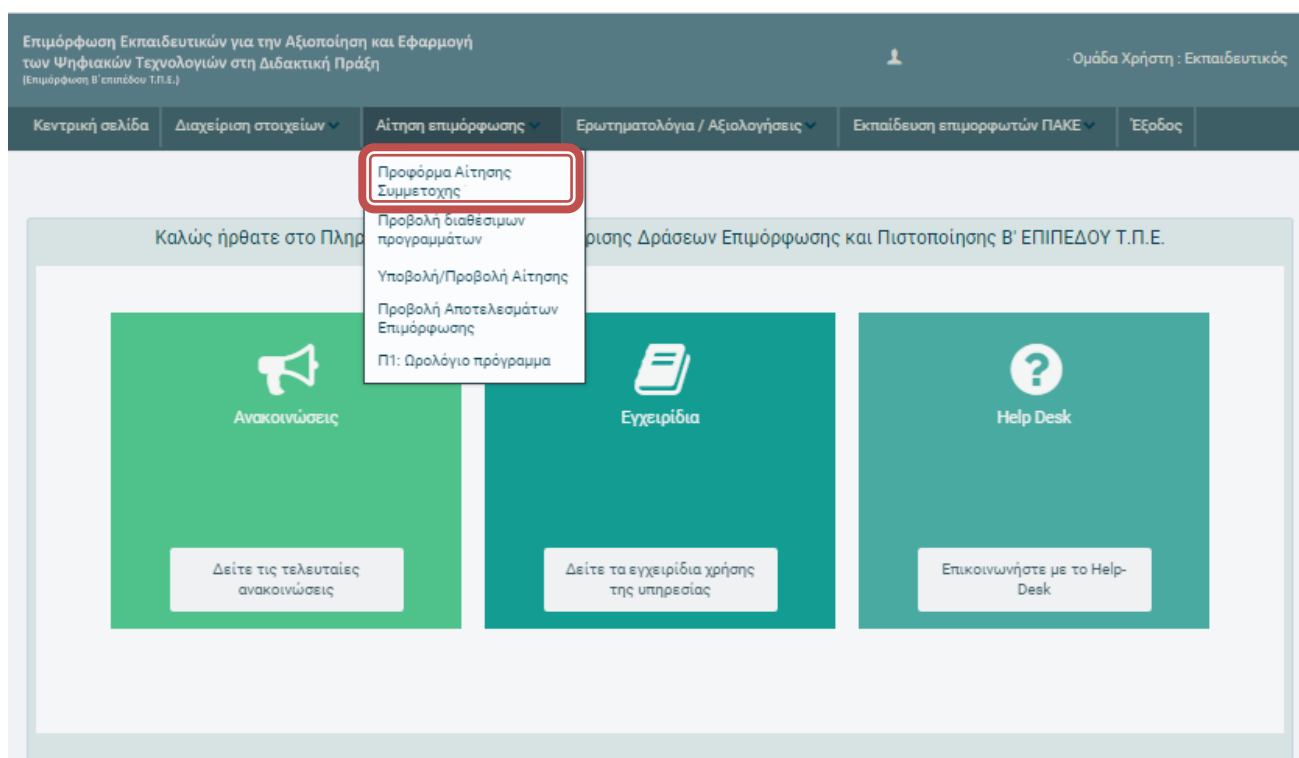 Επιμόρφωση Εκπαιδευτικών για την Αξιοποίηση και Εφαρμογή
των Ψηφιακών Τεχνολογιών στη Διδακτική Πράξη
(Επιμόρφωση Β΄επιπέδου Τ.Π.Ε.)
Ομάδα Χρήστη : Εκπαιδευτικός
Κεντρική σελίδα
Διαχείριση στοιχείων
Αίτηση επιμόρφωσης
Ερωτηματολόγια / Αξιολογήσεις
Εκπαίδευση επιμορφωτών ΠΑΚΕ
Έξοδος
Προφόρμα Αίτησης
Συμμετοχης
Προβολή διαθέσιμων
προγραμμάτων
Υποβολή/Προβολή Αίτησης
Προβολή Αποτελεσμάτων
Επιμόρφωσης
Π1: Ωρολόγιο πρόγραμμα
Καλώς ήρθατε στο Πληρ
ρισης Δράσεων Επιμόρφωσης και Πιστοποίησης Β' ΕΠΙΠΕΔΟΥ Τ.Π.Ε.
Ανακοινώσεις
Δείτε τις τελευταίες
ανακοινώσεις
Εγχειρίδια
Δείτε τα εγχειρίδια χρήσης
της υπηρεσίας
Help Desk
Επικοινωνήστε με το Help-
Desk